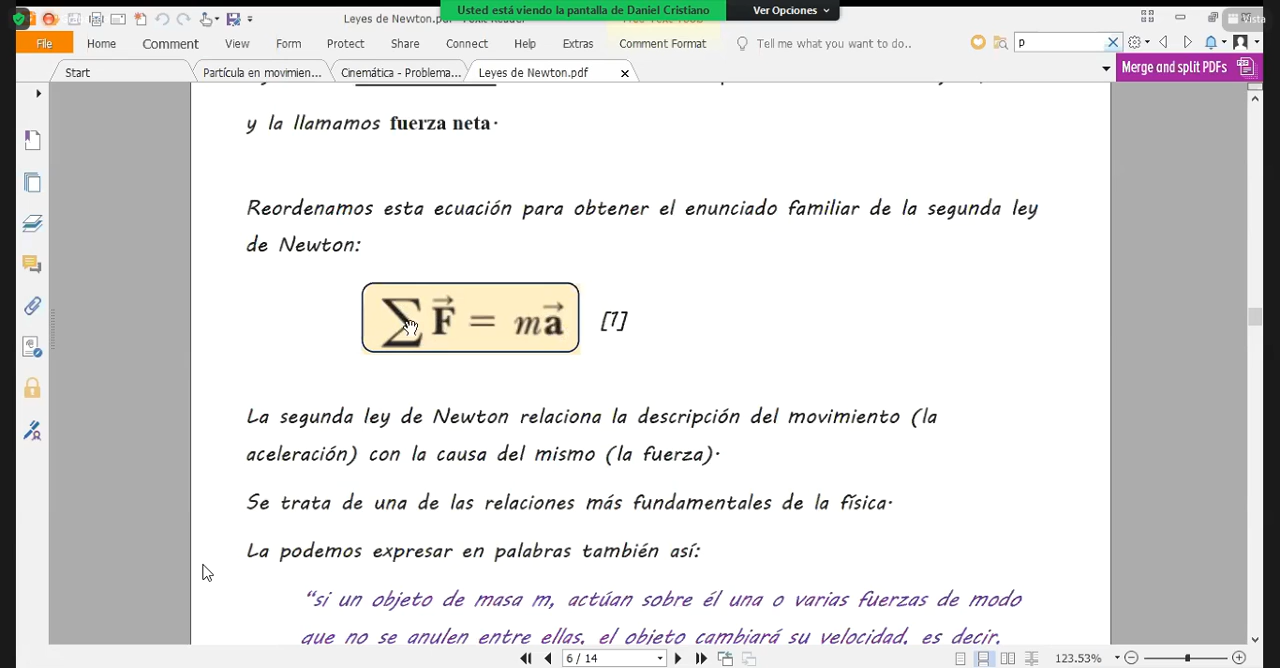 Usted está viendo la pantalla de Daniel Cristiano
Ver Opciones
Leyes de Newton.pdf
Vista
File Home Comment View Form Protect Share Connect Help Extras Comment Format Tell me what you want to do.. p
Start Partícula en movimien... Cinemática - Problema... Leyes de Newton.pdf Merge and split PDFs
y la llamamos fuerza neta.
Reordenamos esta ecuación para obtener el enunciado familiar de la segunda ley
de Newton:
∑ F⃗ = ma⃗ [1]
La segunda ley de Newton relaciona la descripción del movimiento (la
aceleración) con la causa del mismo (la fuerza).
Se trata de una de las relaciones más fundamentales de la física.
La podemos expresar en palabras también así:
"si un objeto de masa m, actúan sobre él una o varias fuerzas de modo
que no se anulen entre ellas, el objeto cambiará su velocidad, es decir,
6 / 14 123.53%